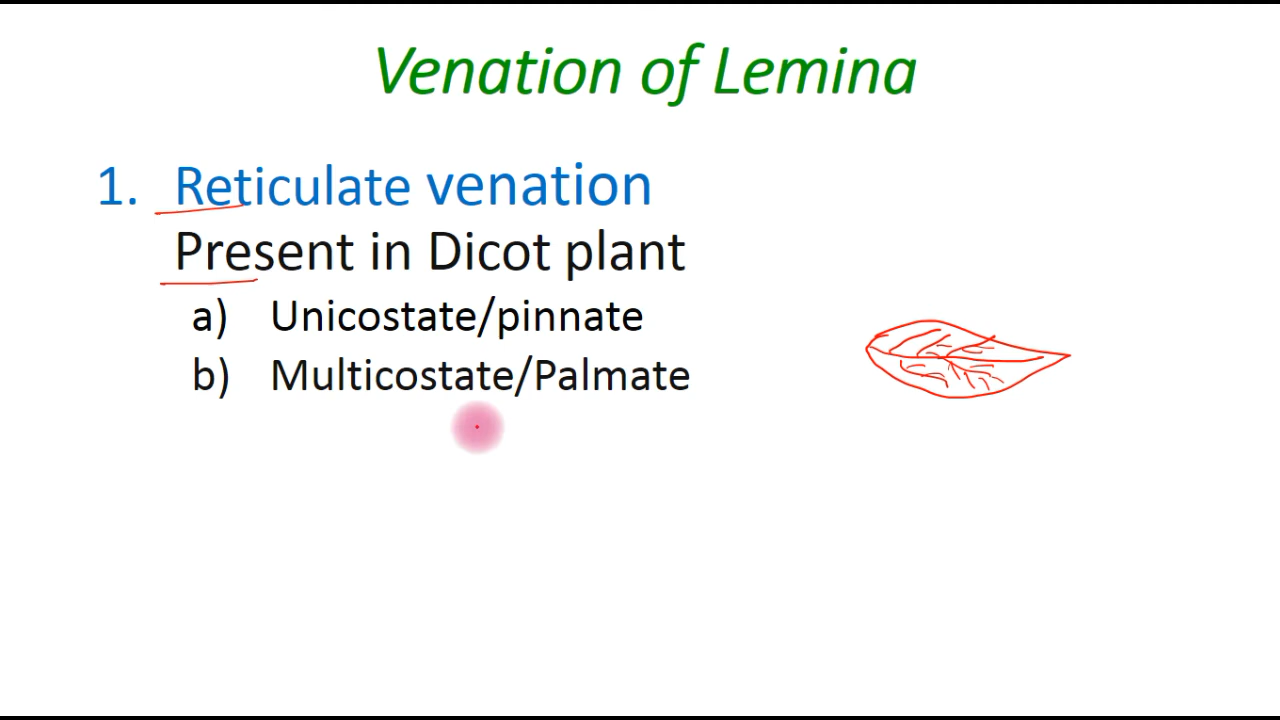 Venation of Lemina
1. Reticulate venation
Present in Dicot plant
a) Unicostate/pinnate
b) Multicostate/Palmate